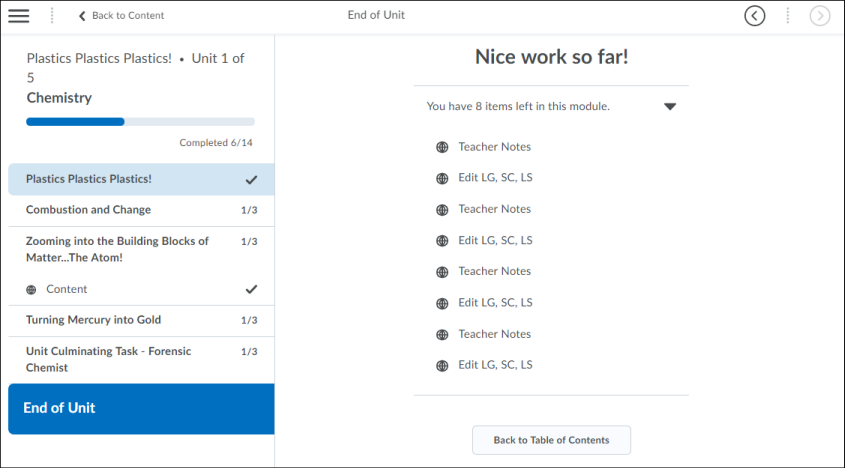 Back to Content
End of Unit
Plastics Plastics Plastics! • Unit 1 of
5
Chemistry
Completed 6/14
Plastics Plastics Plastics!
Combustion and Change 1/3
Zooming into the Building Blocks of 1/3
Matter...The Atom!
Content
Turning Mercury into Gold 1/3
Unit Culminating Task - Forensic 1/3
Chemist
End of Unit
Nice work so far!
You have 8 items left in this module.
Teacher Notes
Edit LG, SC, LS
Teacher Notes
Edit LG, SC, LS
Teacher Notes
Edit LG, SC, LS
Teacher Notes
Edit LG, SC, LS
Back to Table of Contents